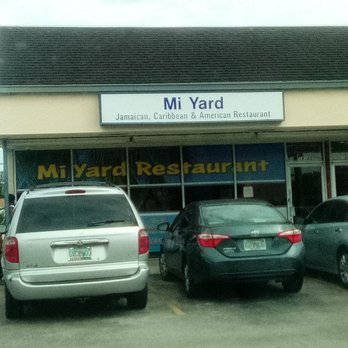 Mi Yard
Jamaican, Caribbean & American Restaurant
Mi Yard Restaurant